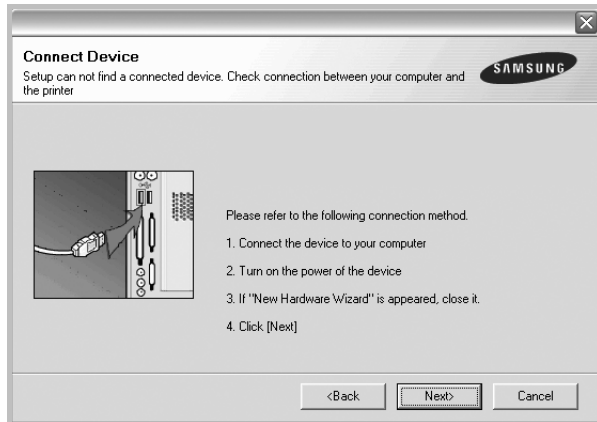 Connect Device
Setup can not find a connected device. Check connection between your computer and
the printer
SAMSUNG
Please refer to the following connection method.
1. Connect the device to your computer
2. Turn on the power of the device
3. If "New Hardware Wizard" is appeared, close it.
4. Click [Next]
<Back
Next>
Cancel